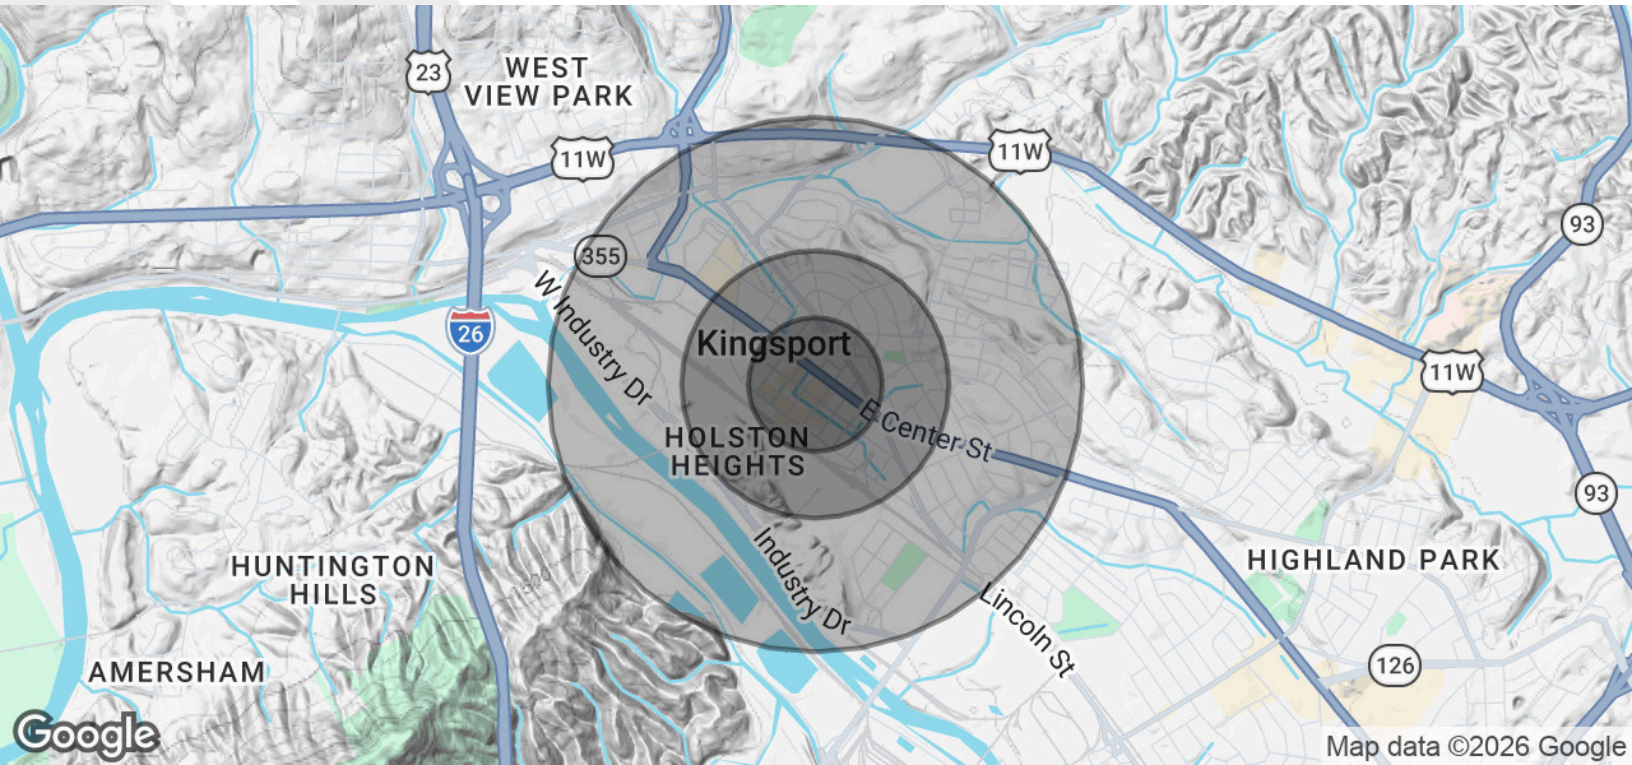 23
WEST
VIEW PARK
11W
11W
93
355
W Industry Dr
26
Kingsport
11W
E Center St
HOLSTON
HEIGHTS
93
Industry Dr
HUNTINGTON
HILLS
1520
HIGHLAND PARK
Lincoln St
AMERSHAM
126
Google
Map data ©2026 Google